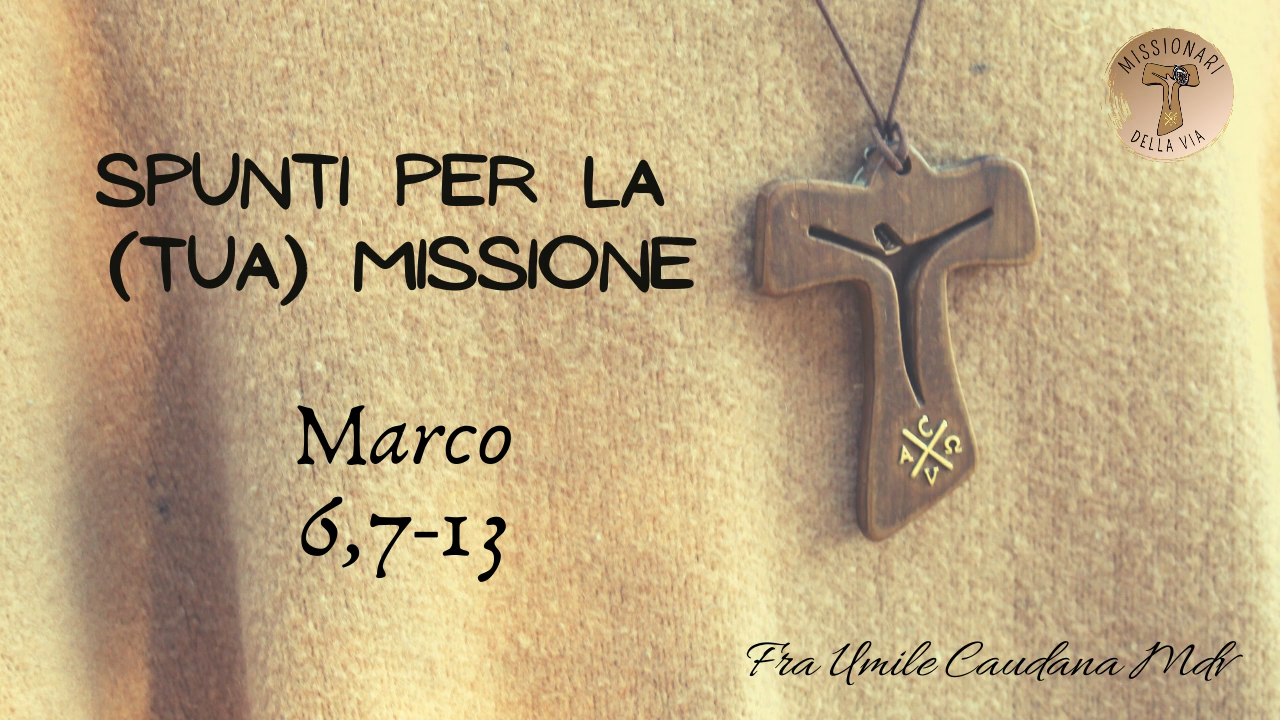 MISSIONARI
DELLA VIA
SPUNTI PER LA
(TUA) MISSIONE
Marco
6,7-13
C
A Ω
V
Fra Umile Caudana Mdv